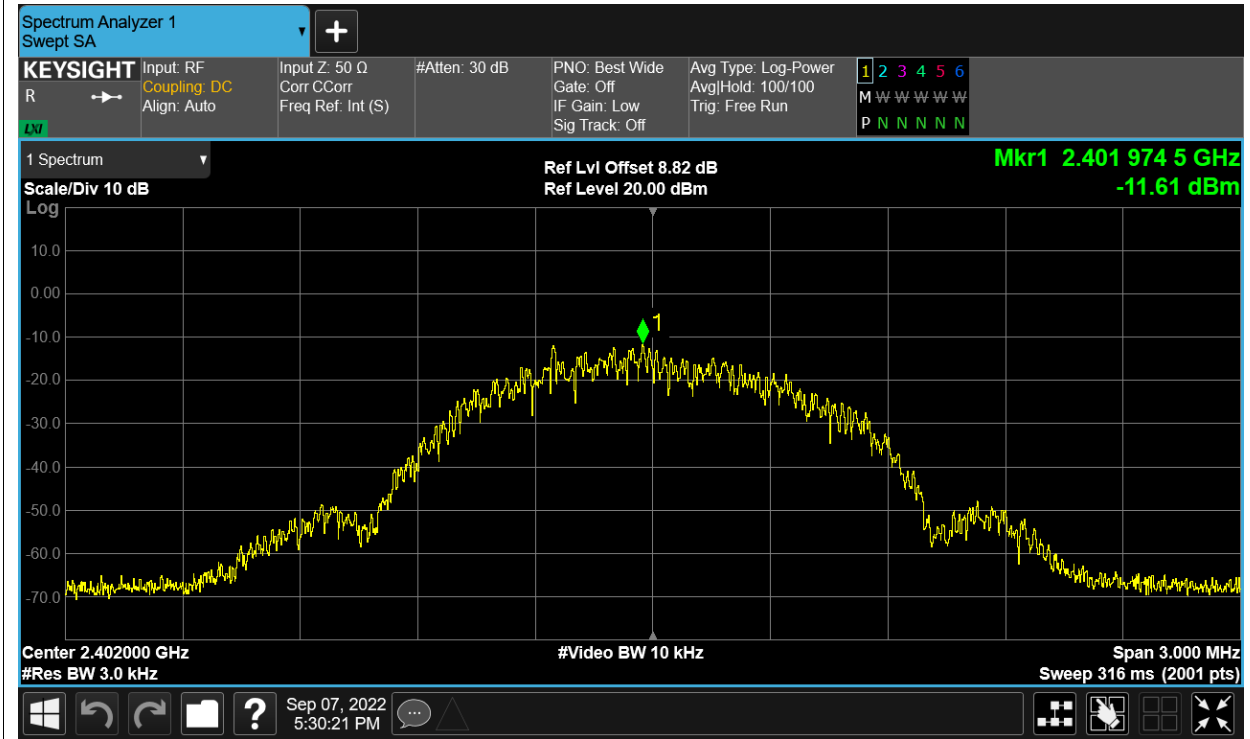 Spectrum Analyzer 1
Swept SA
KEYSIGHT
R
LXI
Input: RF
Coupling: DC
Align: Auto
Input Z: 50 Ω
Corr CCorr
Freq Ref: Int (S)
#Atten: 30 dB
PNO: Best Wide
Gate: Off
IF Gain: Low
Sig Track: Off
Avg Type: Log-Power
Avg|Hold: 100/100
Trig: Free Run
1 2 3 4 5 6
M W W W W W
P N N N N N
1 Spectrum
Scale/Div 10 dB
Log
Ref Lvl Offset 8.82 dB
Ref Level 20.00 dBm
Mkr1 2.401 974 5 GHz
-11.61 dBm
10.0
0.00
-10.0
-20.0
-30.0
-40.0
-50.0
-60.0
-70.0
1
Center 2.402000 GHz
#Res BW 3.0 kHz
#Video BW 10 kHz
Span 3.000 MHz
Sweep 316 ms (2001 pts)
?
Sep 07, 2022
5:30:21 PM